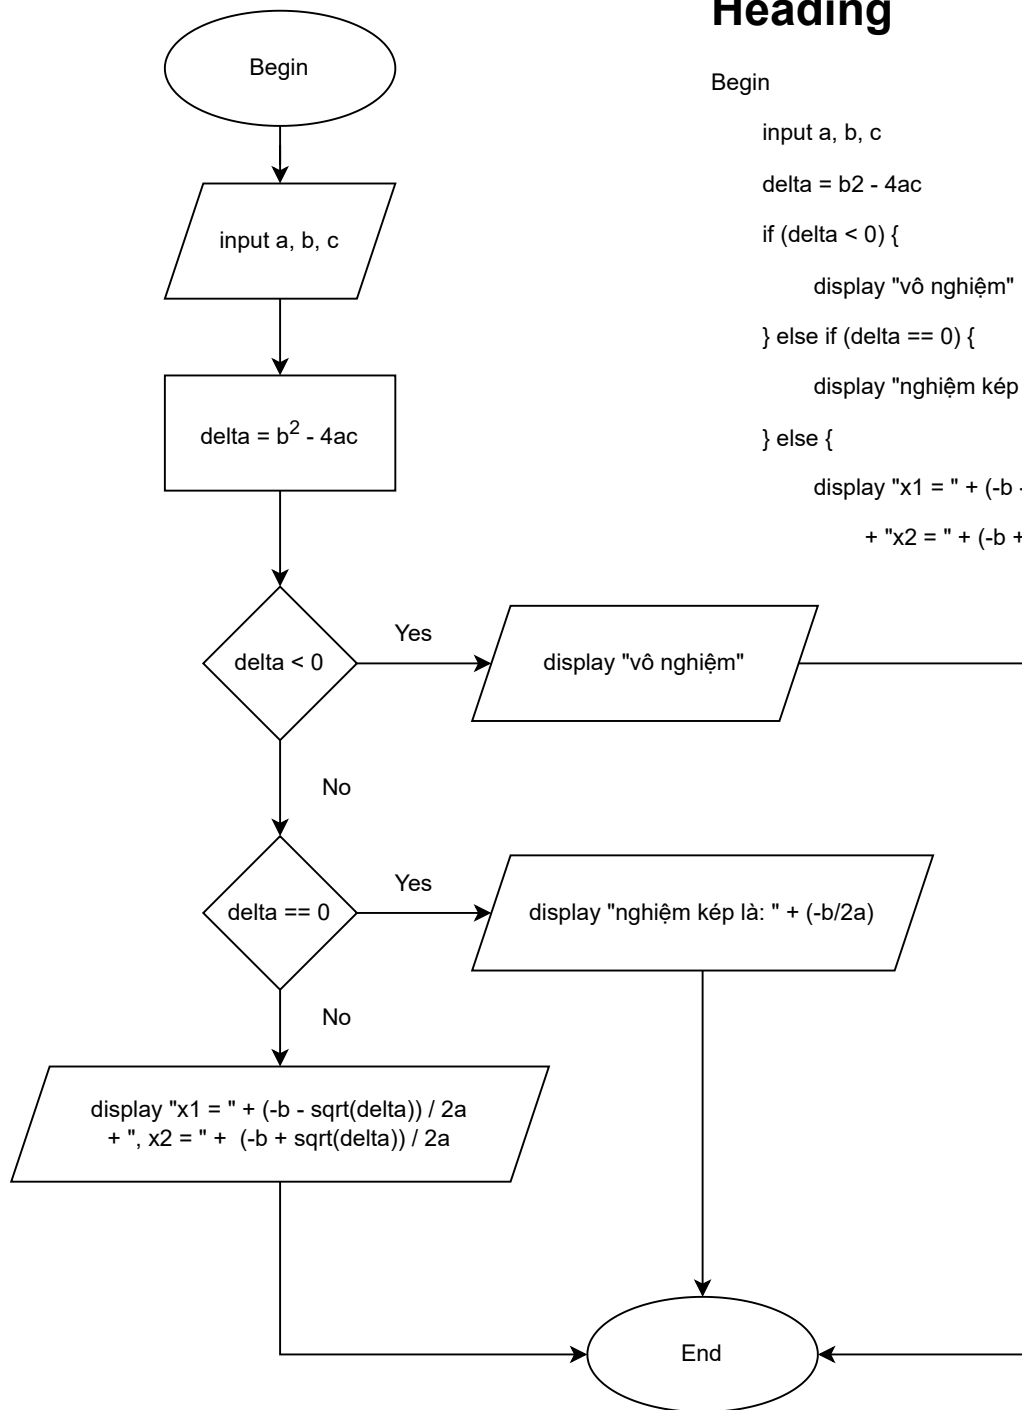 Heading
Begin
input a, b, c
delta = b2 - 4ac
if (delta < 0) {
display "vô nghiệm"
} else if (delta == 0) {
display "nghiệm kép
} else {
display "x1 = " + (-b -
+ "x2 = " + (-b +
Begin
input a, b, c
delta = b² - 4ac
delta < 0
Yes
display "vô nghiệm"
No
delta == 0
Yes
display "nghiệm kép là: " + (-b/2a)
No
display "x1 = " + (-b - sqrt(delta)) / 2a
+ ", x2 = " +  (-b + sqrt(delta)) / 2a
End